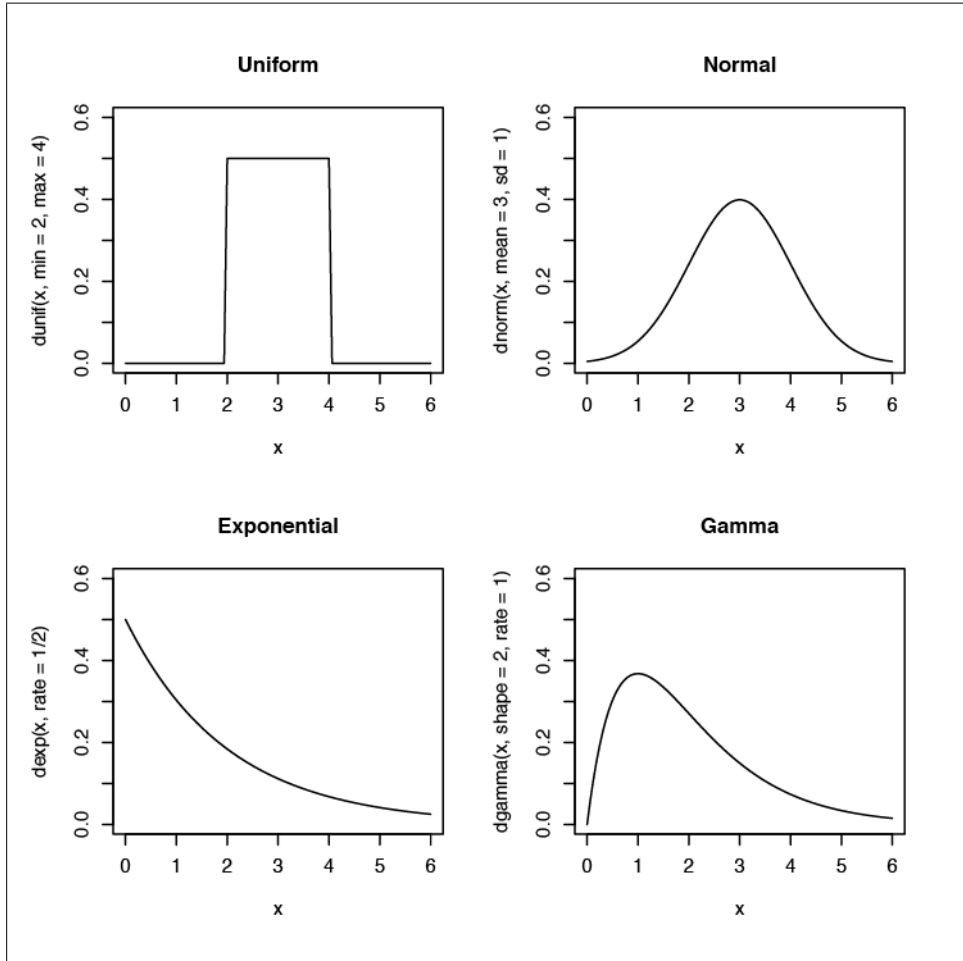 Uniform
dunif(x, min = 2, max = 4)
0.6
0.4
0.2
0.0
0 1 2 3 4 5 6
x
Normal
dnorm(x, mean = 3, sd = 1)
0.6
0.4
0.2
0.0
0 1 2 3 4 5 6
x
Exponential
dexp(x, rate = 1/2)
0.6
0.4
0.2
0.0
0 1 2 3 4 5 6
x
Gamma
dgamma(x, shape = 2, rate = 1)
0.6
0.4
0.2
0.0
0 1 2 3 4 5 6
x